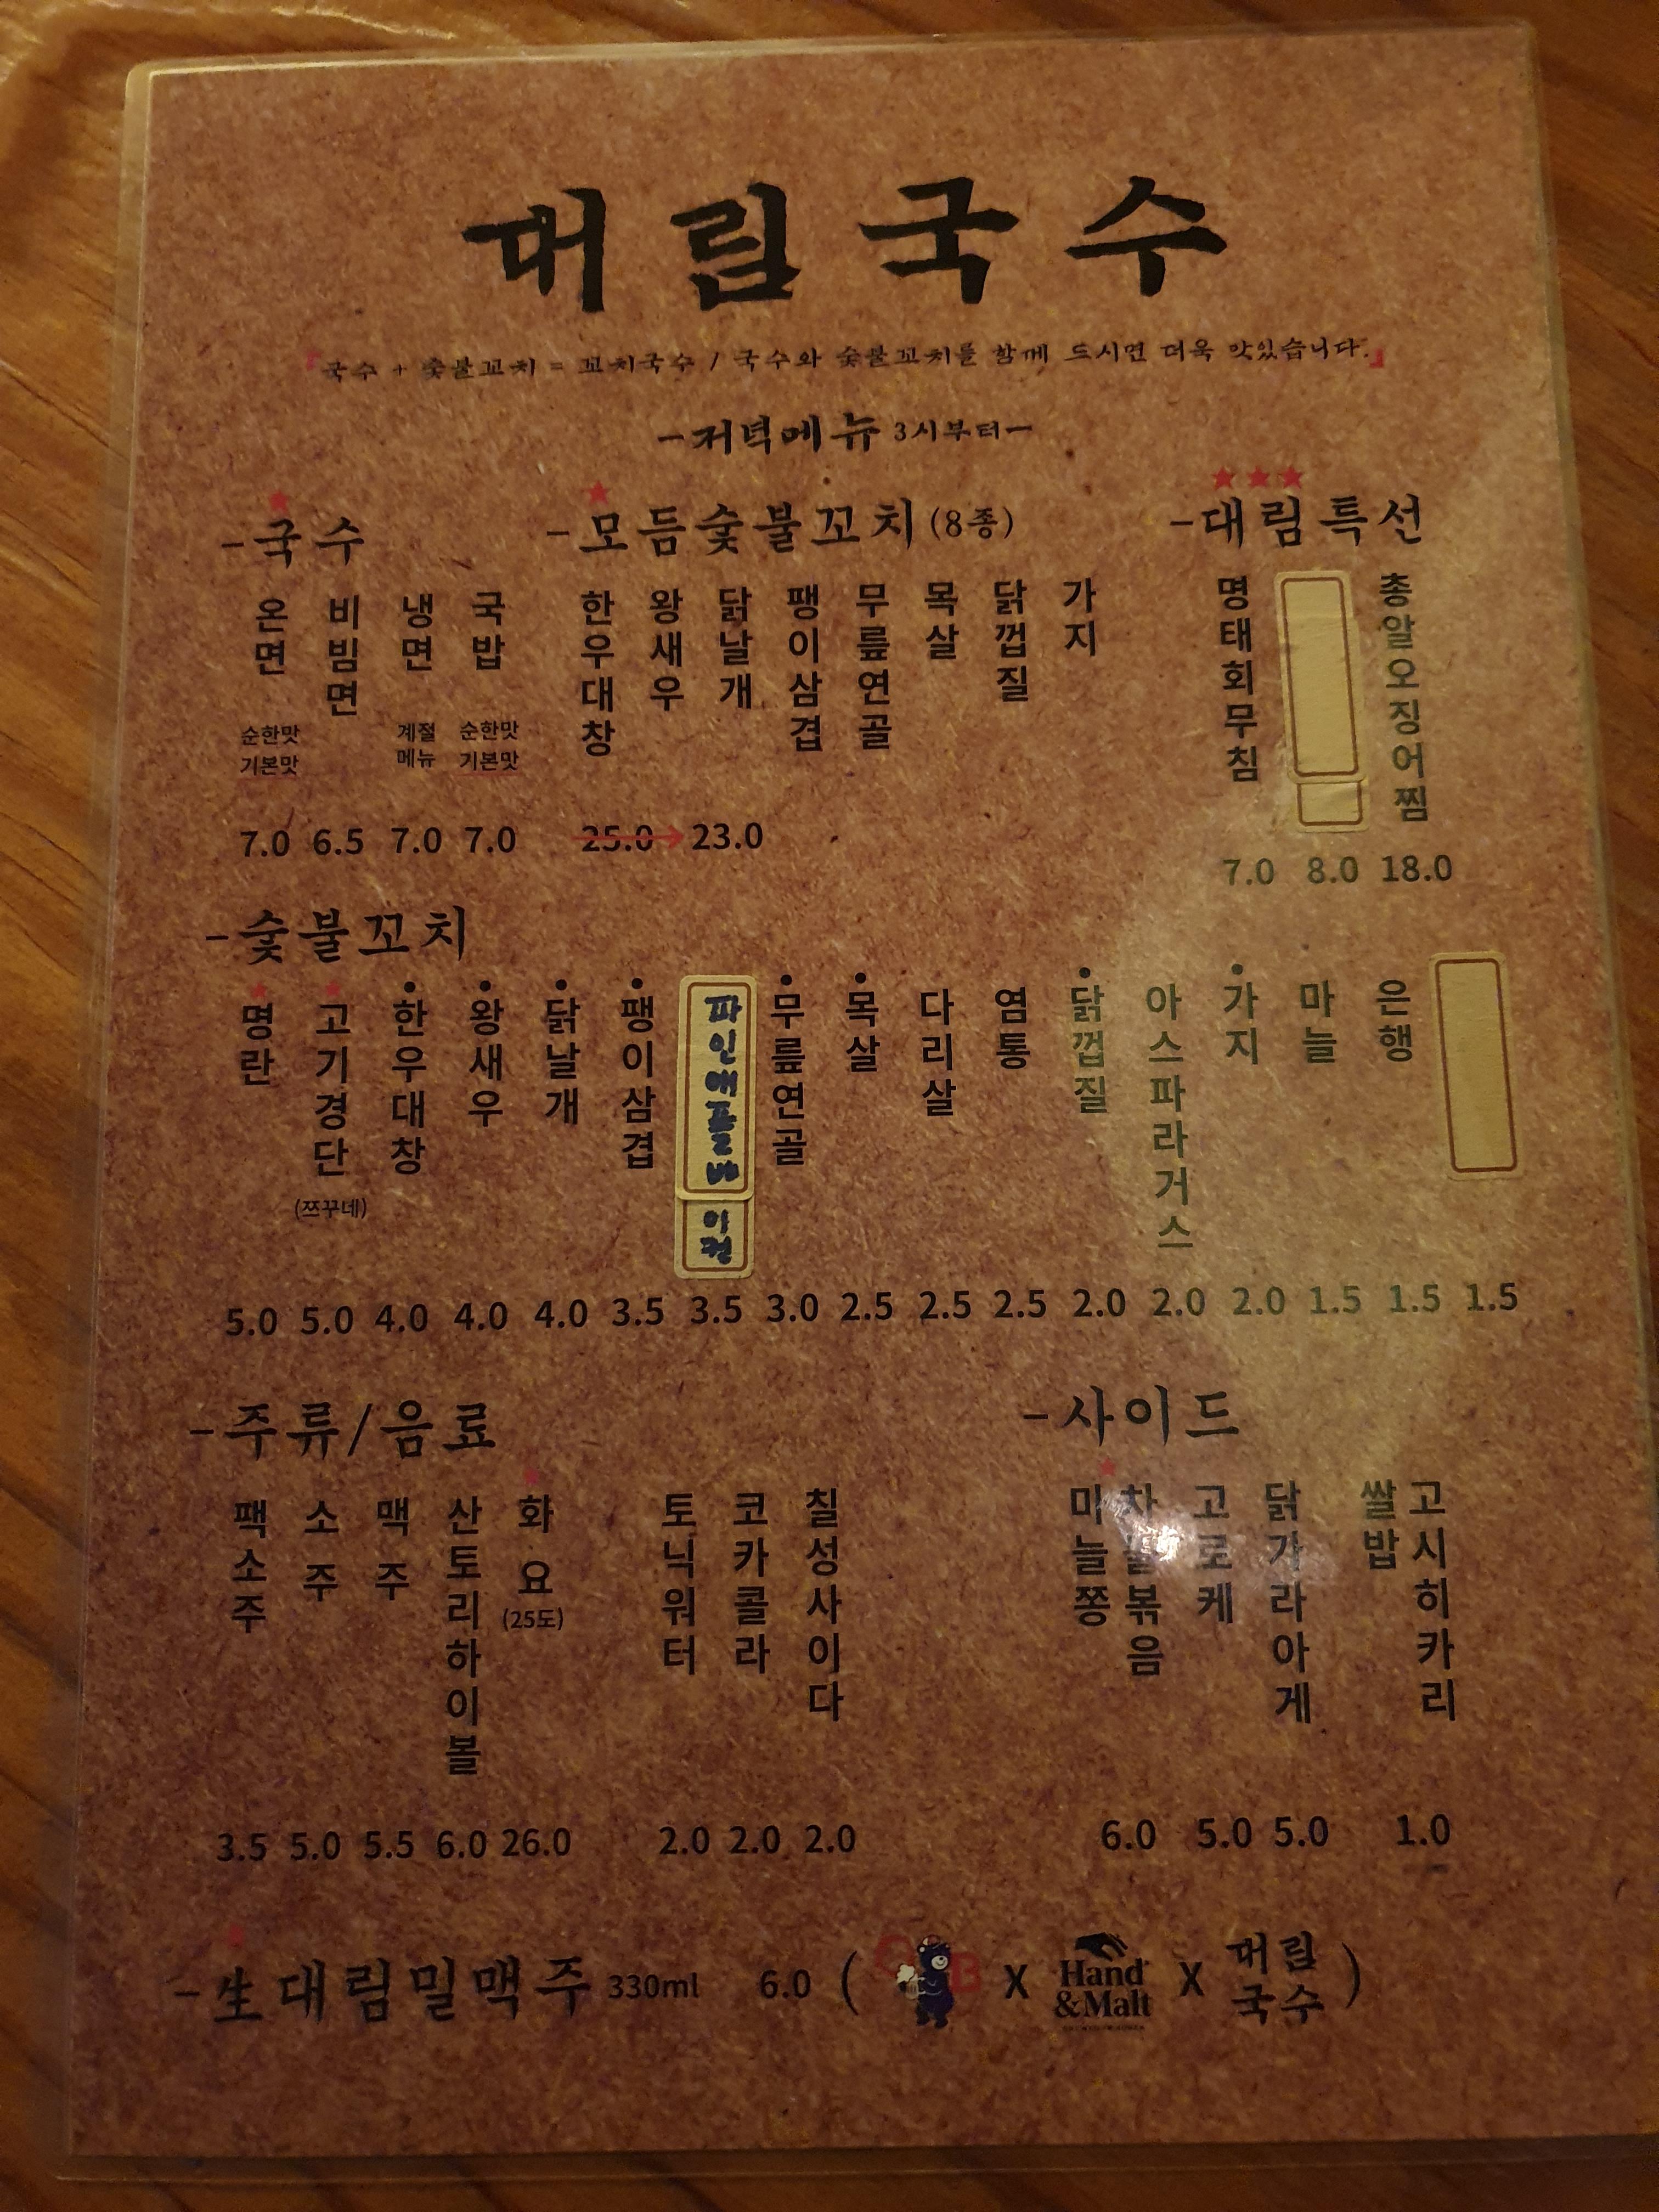 대림국수
『국수 + 숯불꼬치 = 꼬치국수 / 국수와 숯불꼬치를 함께 드시면 더욱 맛있습니다.』
-저녁메뉴 3시부터-
-국수
온면
순한맛
기본맛
7.0
비빔면
6.5
냉면
계절
메뉴
7.0
국밥
순한맛
기본맛
7.0
-모듬숯불꼬치(8종)
한우대창
왕새우
닭날개
팽이삼겹
무릎연골
목살
닭껍질
가지
25.0→23.0
-대림특선
명태회무침
7.0
8.0
총알오징어찜
18.0
-숯불꼬치
명란
5.0
고기경단
(쯔꾸네)
5.0
한우대창
4.0
왕새우
4.0
닭날개
4.0
팽이삼겹
3.5
파인애플
3.5
무릎연골
3.0
목살
2.5
다리살
2.5
염통
2.5
닭껍질
2.0
아스파라거스
2.0
가지
2.0
마늘
1.5
은행
1.5
1.5
-주류/음료
팩소주
3.5
소주
5.0
맥주
5.5
산토리하이볼
6.0
화요
(25도)
26.0
토닉워터
2.0
코카콜라
2.0
칠성사이다
2.0
-사이드
마늘쫑
볶음
6.0
고로케
5.0
닭가라아게
5.0
쌀밥
고시히카리
1.0
-生대림밀맥주 330ml 6.0 ( X Hand &Malt X 대림국수 )